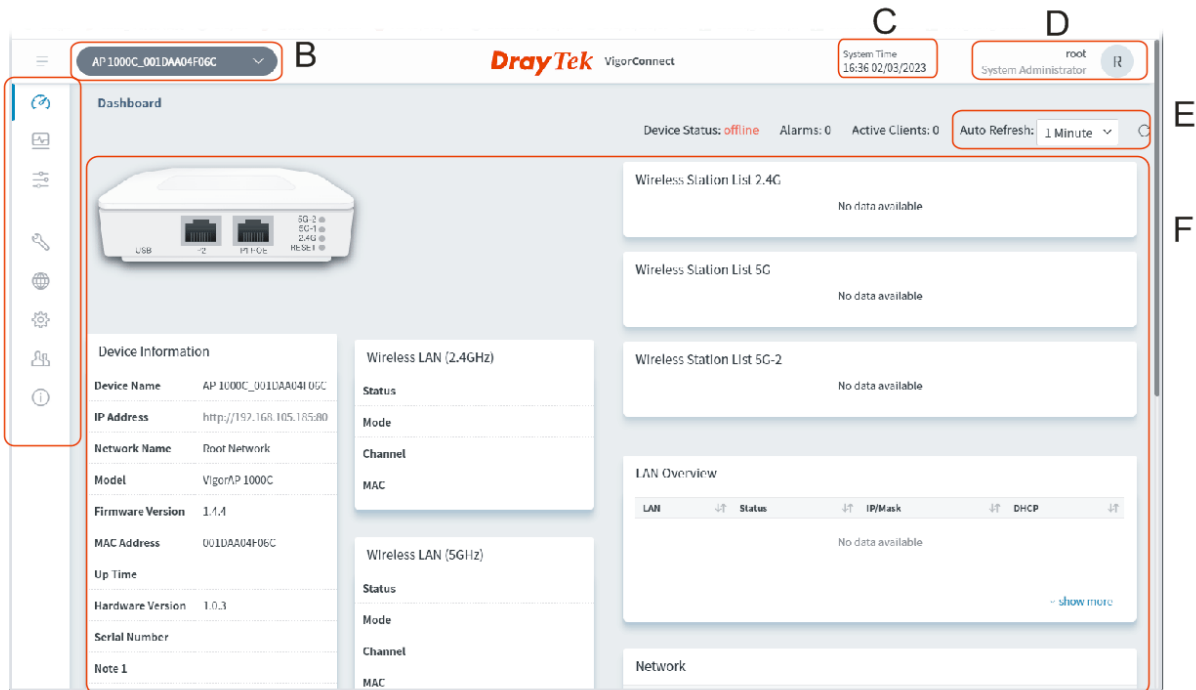 C
D
B
AP 1000C_001DAA04F06C
DrayTek VigorConnect
System Time
16:36 02/03/2023
root
System Administrator
R
Dashboard
E
Device Status: offline Alarms: 0 Active Clients: 0 Auto Refresh: 1 Minute
F
5G-2
5G-1
2.4G
RESET
USB
P1 POE
Wireless Station List 2.4G
No data available
Wireless Station List 5G
No data available
Wireless Station List 5G-2
No data available
Device Information
Device Name AP 1000C_001DAA04F06C
IP Address http://192.168.105.185:80
Network Name Root Network
Model VigorAP 1000C
Firmware Version 1.4.4
MAC Address 001DAA04F06C
Up Time
Hardware Version 1.0.3
Serial Number
Note 1
Wireless LAN (2.4GHz)
Status
Mode
Channel
MAC
Wireless LAN (5GHz)
Status
Mode
Channel
MAC
LAN Overview
LAN Status IP/Mask DHCP
No data available
- show more
Network